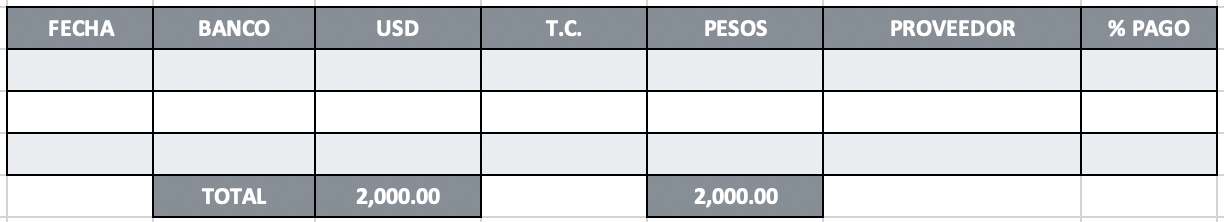 FECHA BANCO USD T.C. PESOS PROVEEDOR % PAGO
TOTAL 2,000.00 2,000.00